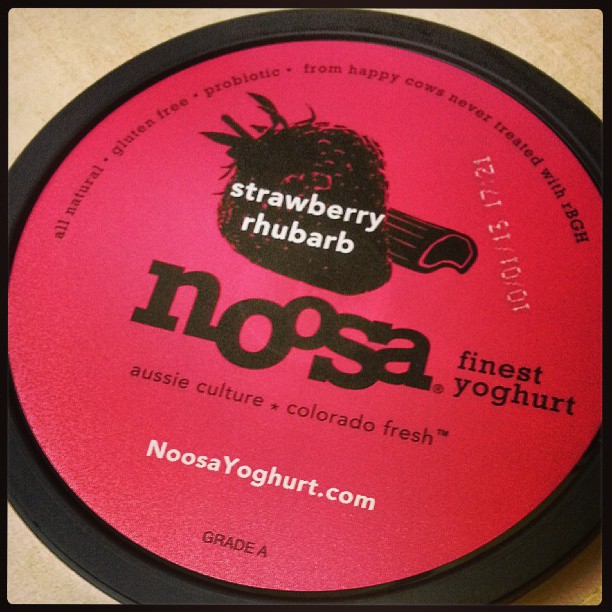 all natural • gluten free • probiotic • from happy cows never treated with rBGH
strawberry
rhubarb
10/01/13 17:21
noosa®
finest
yoghurt
aussie culture ★ colorado fresh™
NoosaYoghurt.com
GRADE A